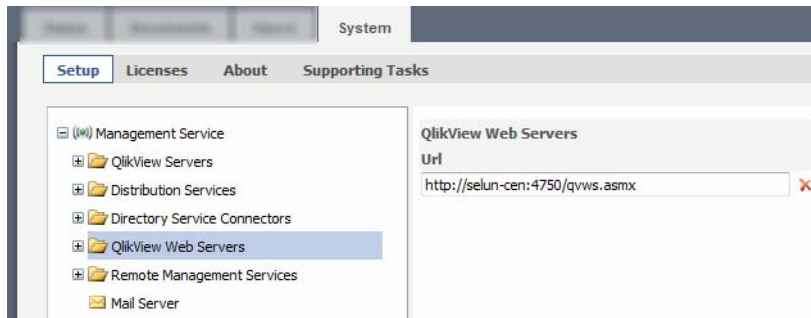 System
Setup Licenses About Supporting Tasks
Management Service
QlikView Servers
Distribution Services
Directory Service Connectors
QlikView Web Servers
Remote Management Services
Mail Server
QlikView Web Servers
Url
http://selun-cen:4750/qvws.asmx